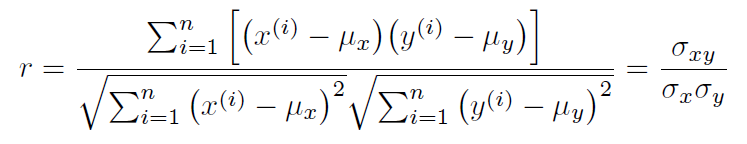 r = \frac{\sum_{i=1}^{n} \left[ \left( x^{(i)} - \mu_x \right) \left( y^{(i)} - \mu_y \right) \right]}{\sqrt{\sum_{i=1}^{n} \left( x^{(i)} - \mu_x \right)^2} \sqrt{\sum_{i=1}^{n} \left( y^{(i)} - \mu_y \right)^2}} = \frac{\sigma_{xy}}{\sigma_x \sigma_y}